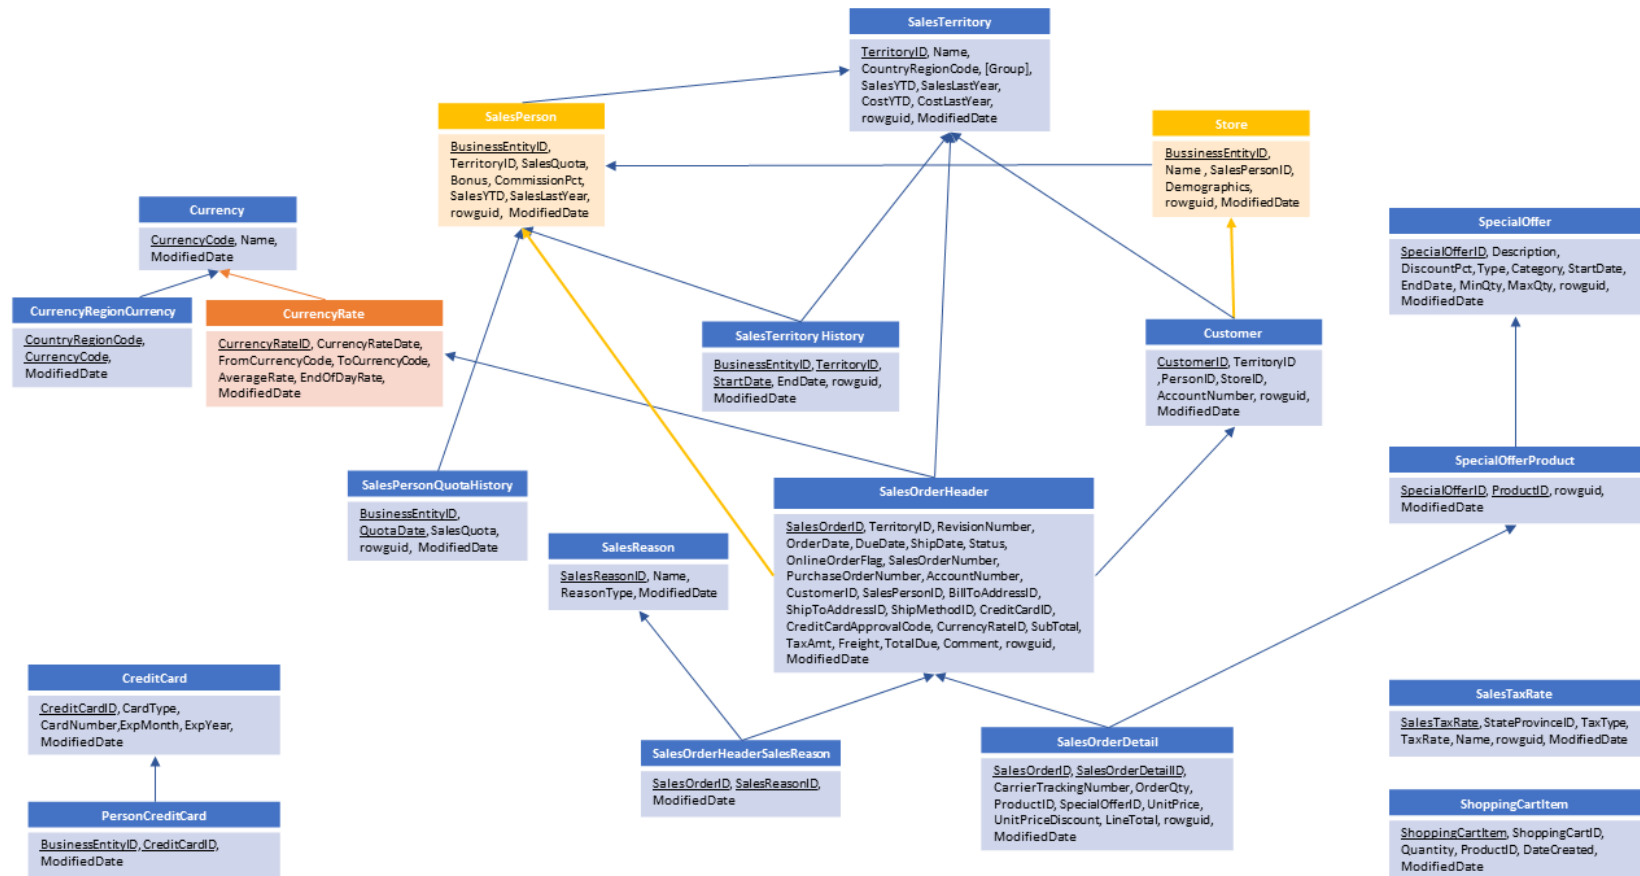 SalesTerritory
TerritoryID, Name,
CountryRegionCode, [Group],
SalesYTD, SalesLastYear,
CostYTD, CostLastYear,
rowguid, ModifiedDate
SalesPerson
BusinessEntityID,
TerritoryID, SalesQuota,
Bonus, CommissionPct,
SalesYTD, SalesLastYear,
rowguid, ModifiedDate
Store
BussinessEntityID,
Name , SalesPersonID,
Demographics,
rowguid, ModifiedDate
Currency
CurrencyCode, Name,
ModifiedDate
SpecialOffer
SpecialOfferID, Description,
DiscountPct, Type, Category, StartDate,
EndDate, MinQty, MaxQty, rowguid,
ModifiedDate
CurrencyRegionCurrency
CountryRegionCode,
CurrencyCode,
ModifiedDate
CurrencyRate
CurrencyRateID, CurrencyRateDate,
FromCurrencyCode, ToCurrencyCode,
AverageRate, EndOfDayRate,
ModifiedDate
SalesTerritory History
BusinessEntityID, TerritoryID,
StartDate, EndDate, rowguid,
ModifiedDate
Customer
CustomerID, TerritoryID
,PersonID, StoreID,
AccountNumber, rowguid,
ModifiedDate
SpecialOfferProduct
SpecialOfferID, ProductID, rowguid,
ModifiedDate
SalesPersonQuotaHistory
BusinessEntityID,
QuotaDate, SalesQuota,
rowguid, ModifiedDate
SalesOrderHeader
SalesOrderID, TerritoryID, RevisionNumber,
OrderDate, DueDate, ShipDate, Status,
OnlineOrderFlag, SalesOrderNumber,
PurchaseOrderNumber, AccountNumber,
CustomerID, SalesPersonID, BillToAddressID,
ShipToAddressID, ShipMethodID, CreditCardID,
CreditCardApprovalCode, CurrencyRateID, SubTotal,
TaxAmt, Freight, TotalDue, Comment, rowguid,
ModifiedDate
SalesReason
SalesReasonID, Name,
ReasonType, ModifiedDate
CreditCard
CreditCardID, CardType,
CardNumber,ExpMonth, ExpYear,
ModifiedDate
SalesTaxRate
SalesTaxRate, StateProvinceID, TaxType,
TaxRate, Name, rowguid, ModifiedDate
SalesOrderHeaderSalesReason
SalesOrderID, SalesReasonID,
ModifiedDate
SalesOrderDetail
SalesOrderID, SalesOrderDetailID,
CarrierTrackingNumber, OrderQty,
ProductID, SpecialOfferID, UnitPrice,
UnitPriceDiscount, LineTotal, rowguid,
ModifiedDate
PersonCreditCard
BusinessEntityID, CreditCardID,
ModifiedDate
ShoppingCartItem
ShoppingCartItem, ShoppingCartID,
Quantity, ProductID, DateCreated,
ModifiedDate